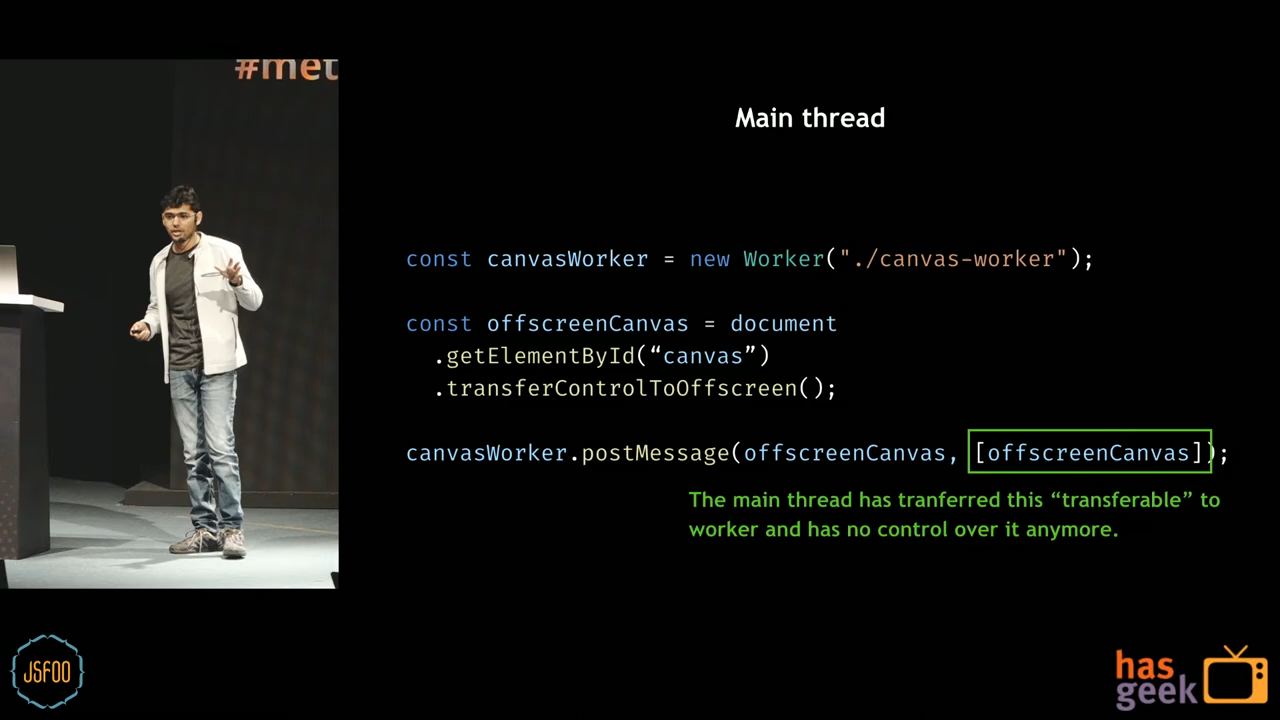 #met
Main thread
const canvasWorker = new Worker("./canvas-worker");
const offscreenCanvas = document
.getElementById(“canvas”)
.transferControlToOffscreen();
canvasWorker.postMessage(offscreenCanvas, [offscreenCanvas]);
The main thread has tranferred this “transferable” to
worker and has no control over it anymore.
JSFOO
has
geek